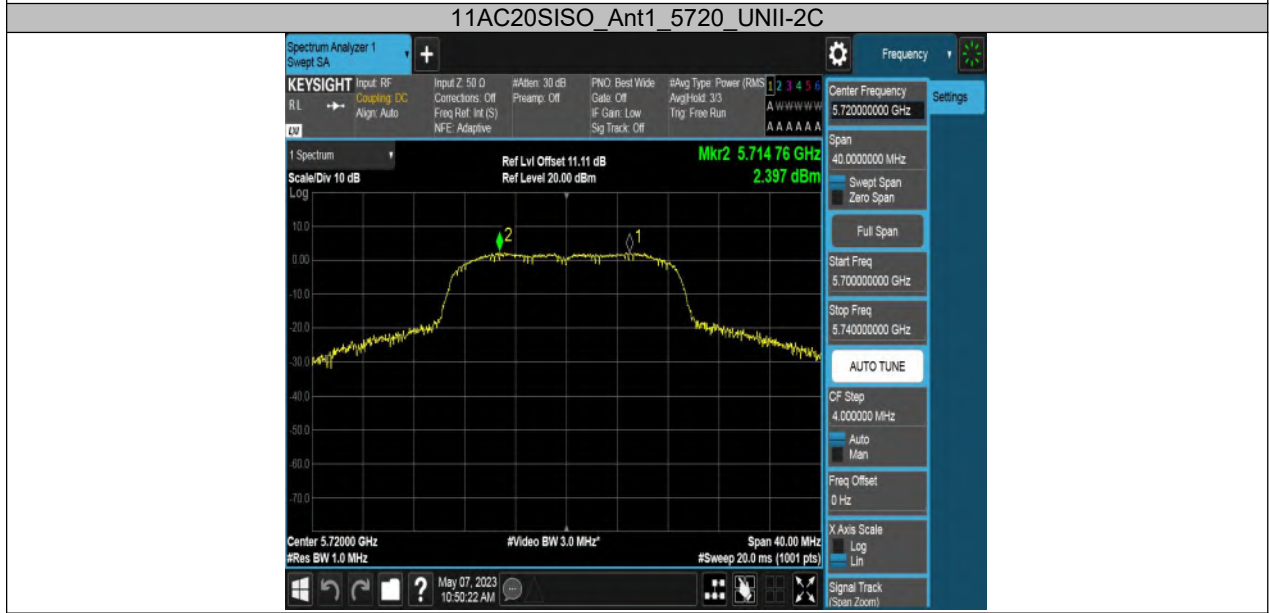 11AC20SISO_Ant1_5720_UNII-2C
Spectrum Analyzer 1
Swept SA
+
Frequency
KEYSIGHT
RL
LXI
Input: RF
Coupling: DC
Align: Auto
Input Z: 50 Ω
Corrections: Off
Freq Ref: Int (S)
NFE: Adaptive
#Atten: 30 dB
Preamp: Off
PNO: Best Wide
Gate: Off
IF Gain: Low
Sig Track: Off
#Avg Type: Power (RMS
Avg|Hold: 3/3
Trig: Free Run
1 2 3 4 5 6
A W W W W W
A A A A A A
Center Frequency
5.720000000 GHz
Settings
Span
40.0000000 MHz
Swept Span
Zero Span
Full Span
Start Freq
5.700000000 GHz
Stop Freq
5.740000000 GHz
AUTO TUNE
CF Step
4.000000 MHz
Auto
Man
Freq Offset
0 Hz
X Axis Scale
Log
Lin
Signal Track
(Span Zoom)
1 Spectrum
Scale/Div 10 dB
Ref Lvl Offset 11.11 dB
Ref Level 20.00 dBm
Mkr2 5.714 76 GHz
2.397 dBm
Log
10.0
0.00
-10.0
-20.0
-30.0
-40.0
-50.0
-60.0
-70.0
2
1
Center 5.72000 GHz
#Res BW 1.0 MHz
#Video BW 3.0 MHz*
Span 40.00 MHz
#Sweep 20.0 ms (1001 pts)
?
May 07, 2023
10:50:22 AM